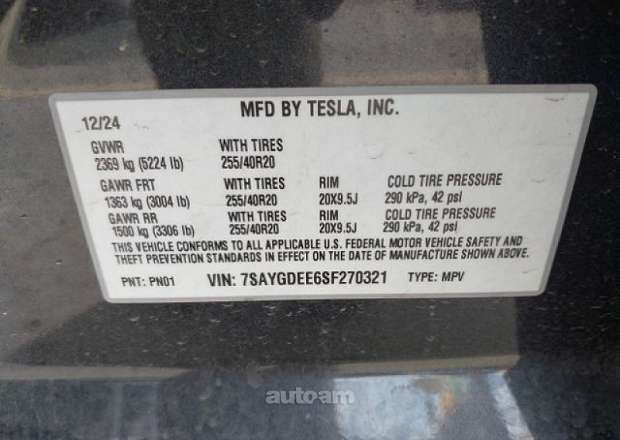 MFD BY TESLA, INC.
12/24
GVWR WITH TIRES
2369 kg (5224 lb) 255/40R20
GAWR FRT WITH TIRES RIM COLD TIRE PRESSURE
1363 kg (3004 lb) 255/40R20 20X9.5J 290 kPa, 42 psi
GAWR RR WITH TIRES RIM COLD TIRE PRESSURE
1500 kg (3306 lb) 255/40R20 20X9.5J 290 kPa, 42 psi
THIS VEHICLE CONFORMS TO ALL APPLICABLE U.S. FEDERAL MOTOR VEHICLE SAFETY AND
THEFT PREVENTION STANDARDS IN EFFECT ON THE DATE OF MANUFACTURE SHOWN ABOVE.
PNT: PN01 VIN: 7SAYGDEE6SF270321 TYPE: MPV
autoam